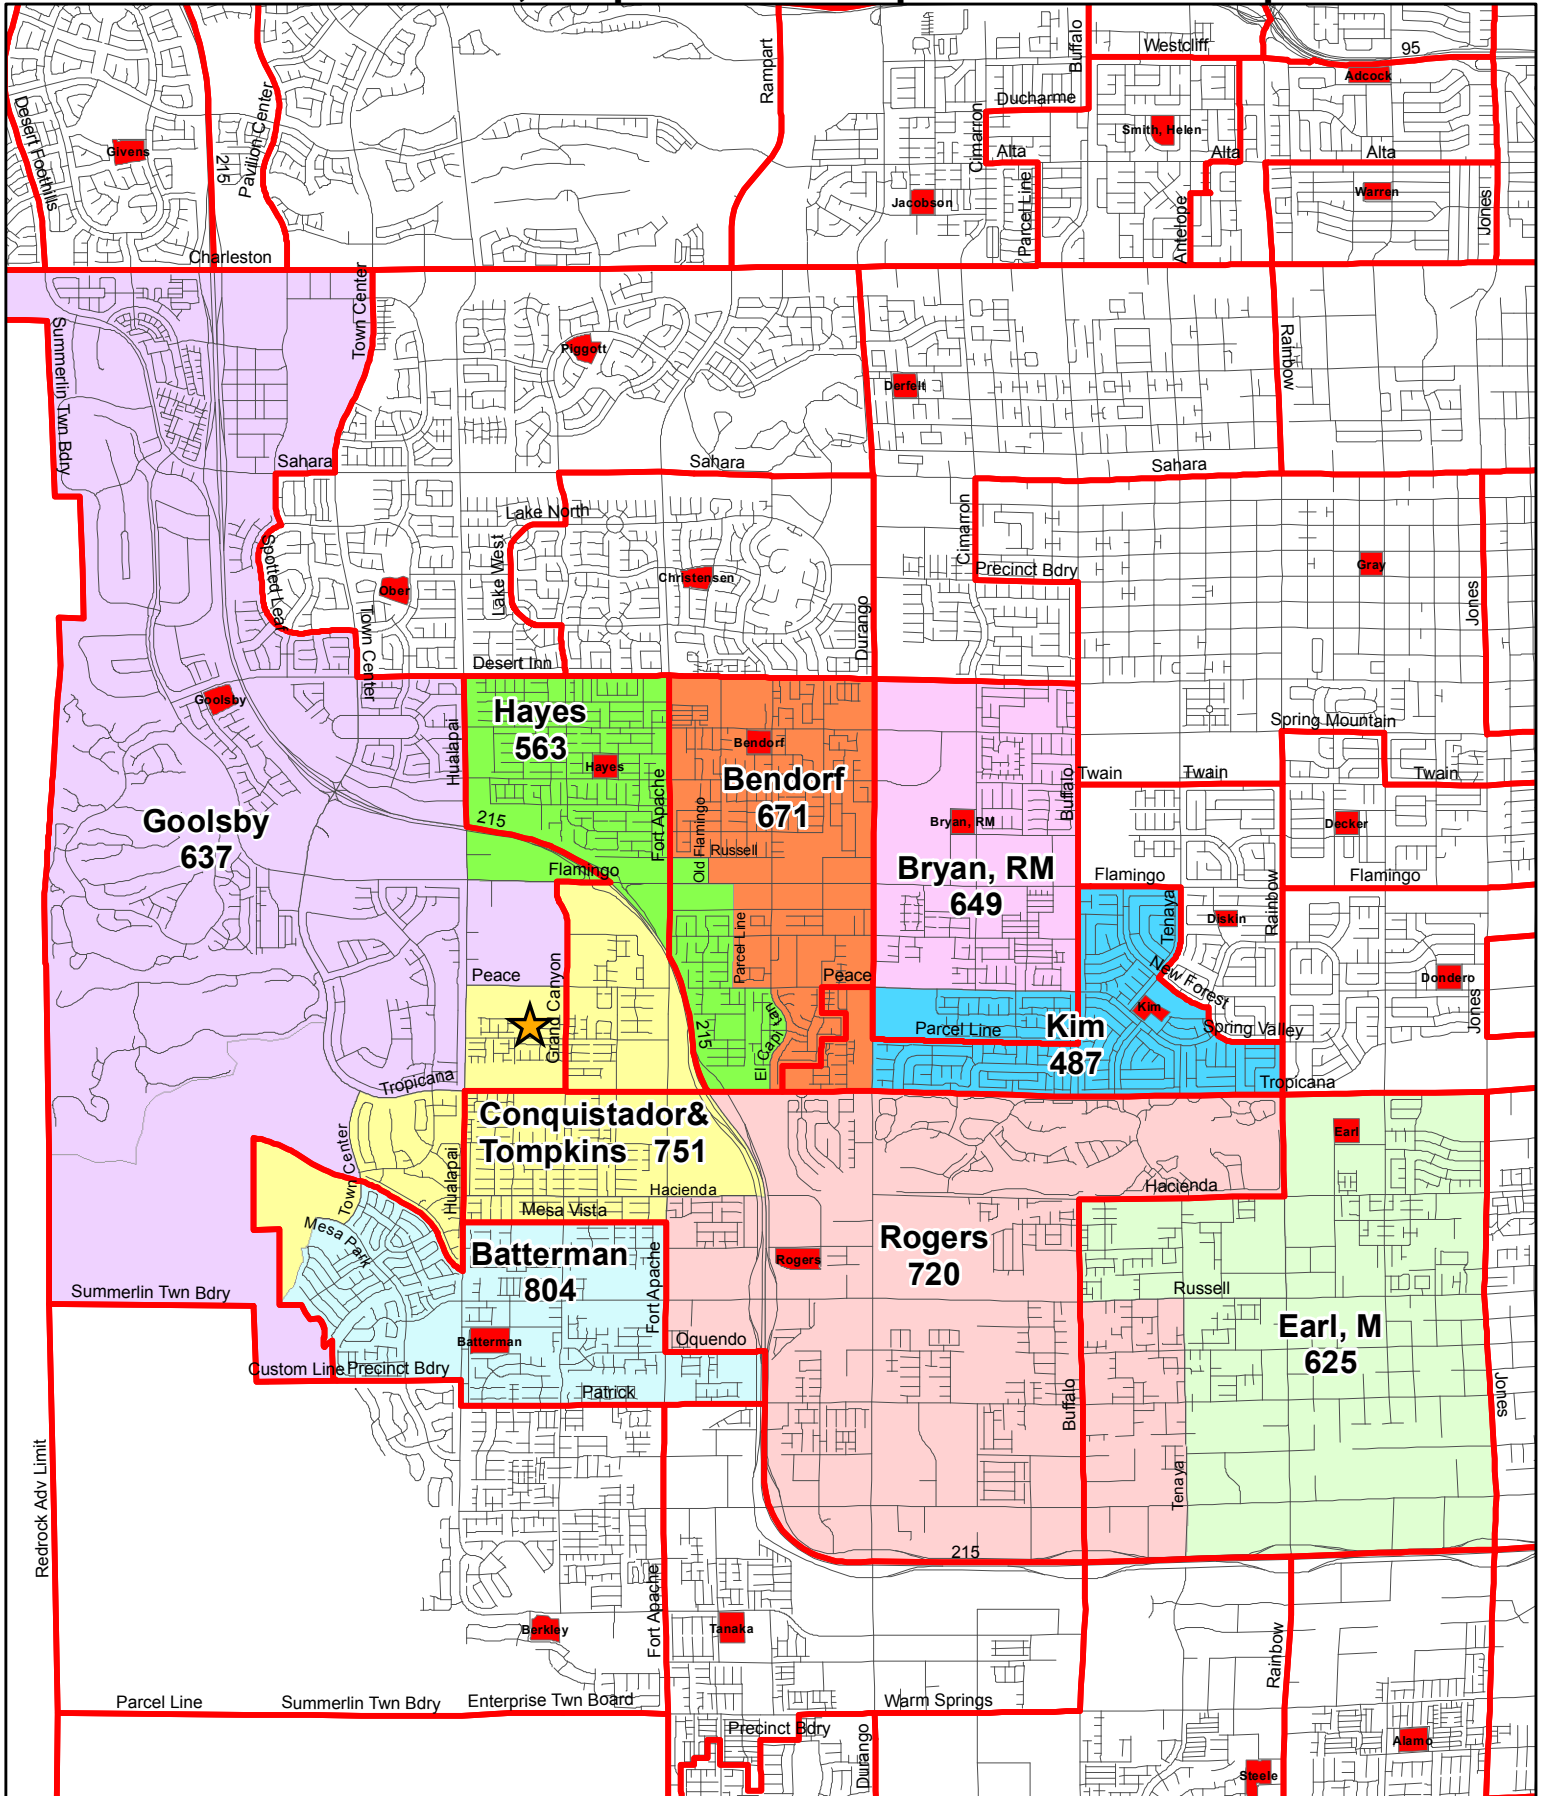 Westcliff
95
Adcock
Buffalo
Rampart
Ducharme
Smith, Helen
Cimarron
Alta
Alta
Alta
Desert Foothills
Givens
215
Pavilion Center
Jacobson
Parcel Line
Antelope
Warren
Jones
Charleston
Town Center
Summerlin Twn Bdry
Piggott
Rainbow
Derfelt
Sahara
Sahara
Sahara
Lake North
Cimarron
Spotted Leaf
Lake West
Christensen
Precinct Bdry
Gray
Ober
Town Center
Durango
Jones
Desert Inn
Goolsby
Hualapai
Hayes
563
Hayes
Bendorf
Bendorf
671
Spring Mountain
Twain
Twain
Twain
Buffalo
Fort Apache
Old Flamingo
Goolsby
637
215
Bryan, RM
Decker
Russell
Bryan, RM
649
Flamingo
Flamingo
Flamingo
Tenaya
Diskin
Rainbow
Parcel Line
Peace
Grand Canyon
Peace
New Forest
Dondero
Kim
Jones
215
El Capitan
Parcel Line
Kim
487
Spring Valley
Tropicana
Tropicana
Conquistador&
Tompkins 751
Earl
Town Center
Hualapai
Hacienda
Hacienda
Mesa Vista
Mesa Park
Batterman
804
Fort Apache
Rogers
Rogers
720
Summerlin Twn Bdry
Russell
Earl, M
625
Batterman
Oquendo
Custom Line
Precinct Bdry
Patrick
Buffalo
Jones
Redrock Adv Limit
Tenaya
215
Fort Apache
Berkley
Tanaka
Rainbow
Parcel Line
Summerlin Twn Bdry
Enterprise Twn Board
Warm Springs
Precinct Bdry
Durango
Alamo
Steele